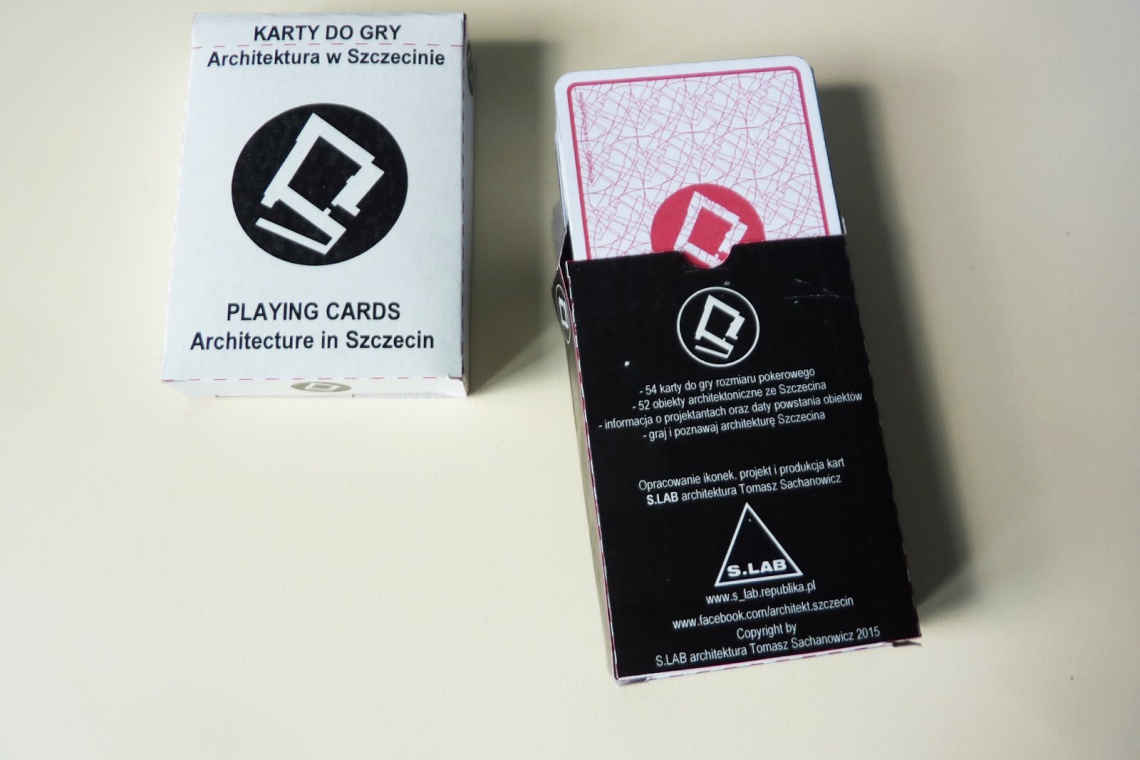 KARTY DO GRY
Architektura w Szczecinie
PLAYING CARDS
Architecture in Szczecin
- 54 karty do gry rozmiaru pokerowego
- 52 obiekty architektoniczne ze Szczecina
- informacja o projektantach oraz daty powstania obiektów
- graj i poznawaj architekturę Szczecina
Opracowanie ikonek, projekt i produkcja kart
S.LAB architektura Tomasz Sachanowicz
S.LAB
www.s_lab.republika.pl
www.facebook.com/architekt.szczecin
Copyright by
S.LAB architektura Tomasz Sachanowicz 2015